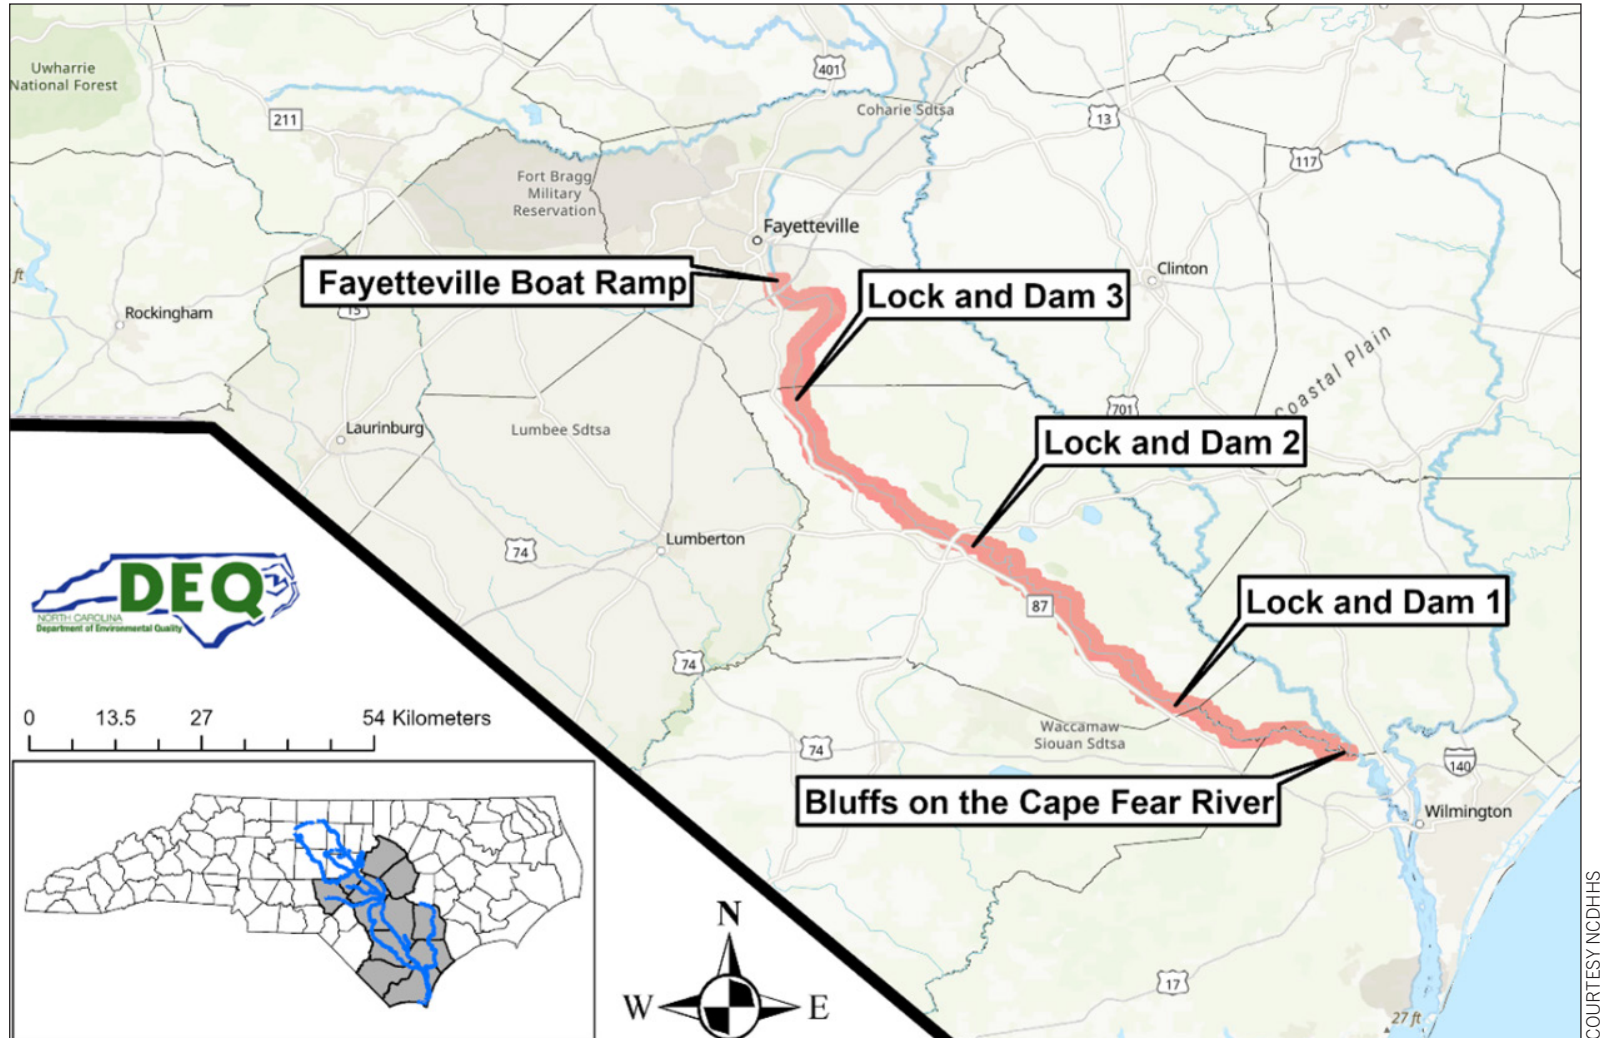 Uwharrie
National Forest
401
Coharie Sdtsa
211
13
117
Fort Bragg
Military
Reservation
Fayetteville
ft
Fayetteville Boat Ramp
Lock and Dam 3
Clinton
Rockingham
15
Coastal Plain
701
Laurinburg
Lumbee Sdtsa
Lock and Dam 2
74
Lumberton
DEQ
NORTH CAROLINA
Department of Environmental Quality
87
Lock and Dam 1
74
0 13.5 27 54 Kilometers
Waccamaw
Siouan Sdtsa
74
140
Bluffs on the Cape Fear River
Wilmington
N
W E
17
27 ft
COURTESY NCDHHS